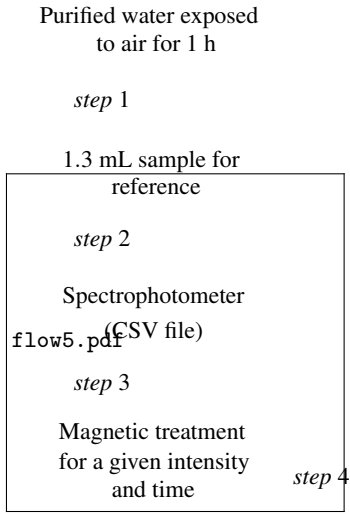 Purified water exposed
to air for 1 h
step 1
1.3 mL sample for
reference
step 2
Spectrophotometer
(CSV file)
flow5.pdf
step 3
Magnetic treatment
for a given intensity
and time
step 4